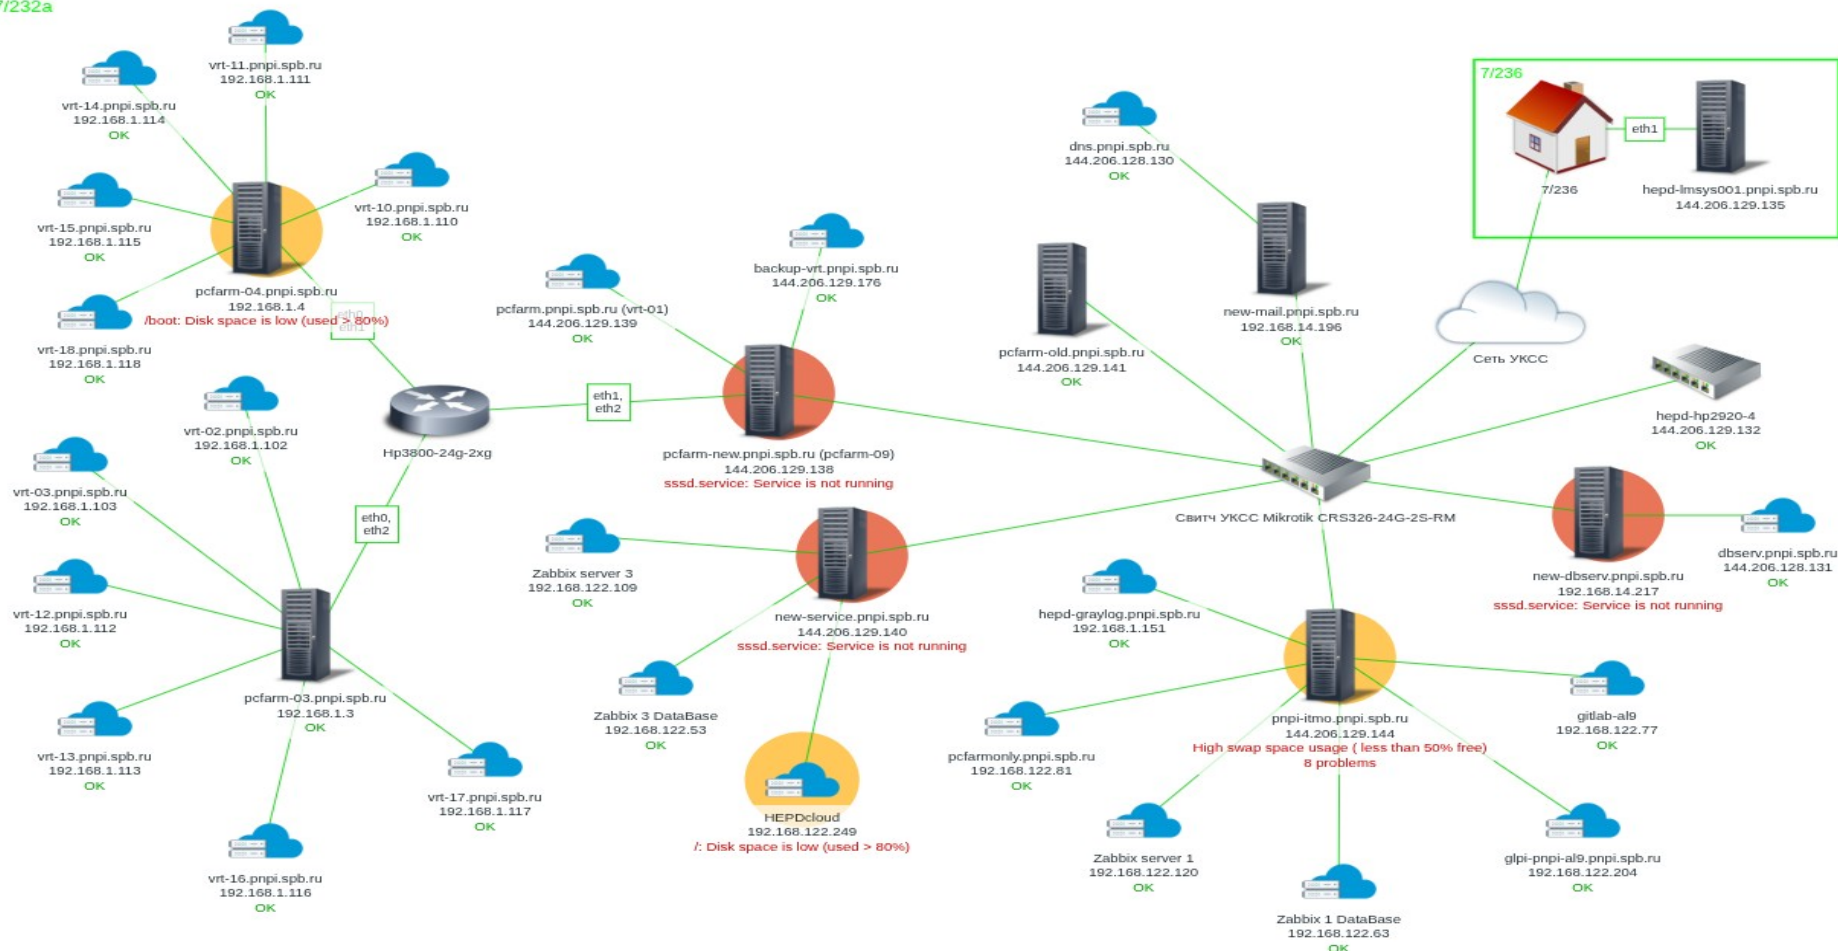 7/232a
vrt-11.pnpi.spb.ru
192.168.1.111
OK
vrt-14.pnpi.spb.ru
192.168.1.114
OK
vrt-15.pnpi.spb.ru
192.168.1.115
OK
vrt-10.pnpi.spb.ru
192.168.1.110
OK
pcfarm-04.pnpi.spb.ru
192.168.1.4
/boot: Disk space is low (used > 80%)
eth0
eth1
vrt-18.pnpi.spb.ru
192.168.1.118
OK
vrt-02.pnpi.spb.ru
192.168.1.102
OK
Hp3800-24g-2xg
vrt-03.pnpi.spb.ru
192.168.1.103
OK
eth0,
eth2
vrt-12.pnpi.spb.ru
192.168.1.112
OK
pcfarm-03.pnpi.spb.ru
192.168.1.3
OK
vrt-13.pnpi.spb.ru
192.168.1.113
OK
vrt-17.pnpi.spb.ru
192.168.1.117
OK
vrt-16.pnpi.spb.ru
192.168.1.116
OK
pcfarm.pnpi.spb.ru (vrt-01)
144.206.129.139
OK
backup-vrt.pnpi.spb.ru
144.206.129.176
OK
eth1,
eth2
pcfarm-new.pnpi.spb.ru (pcfarm-09)
144.206.129.138
sssd.service: Service is not running
Zabbix server 3
192.168.122.109
OK
new-service.pnpi.spb.ru
144.206.129.140
sssd.service: Service is not running
Zabbix 3 DataBase
192.168.122.53
OK
HEPDcloud
192.168.122.249
/: Disk space is low (used > 80%)
dns.pnpi.spb.ru
144.206.128.130
OK
pcfarm-old.pnpi.spb.ru
144.206.129.141
OK
new-mail.pnpi.spb.ru
192.168.14.196
OK
7/236
eth1
7/236
hepd-lmsys001.pnpi.spb.ru
144.206.129.135
Сеть УКСС
hepd-hp2920-4
144.206.129.132
OK
Свитч УКСС Mikrotik CRS326-24G-2S-RM
new-dbserv.pnpi.spb.ru
192.168.14.217
sssd.service: Service is not running
dbserv.pnpi.spb.ru
144.206.128.131
OK
hepd-graylog.pnpi.spb.ru
192.168.1.151
OK
pnpi-itmo.pnpi.spb.ru
144.206.129.144
High swap space usage ( less than 50% free)
8 problems
gitlab-al9
192.168.122.77
OK
pcfarmonly.pnpi.spb.ru
192.168.122.81
OK
Zabbix server 1
192.168.122.120
OK
glpi-pnpi-al9.pnpi.spb.ru
192.168.122.204
OK
Zabbix 1 DataBase
192.168.122.63
OK